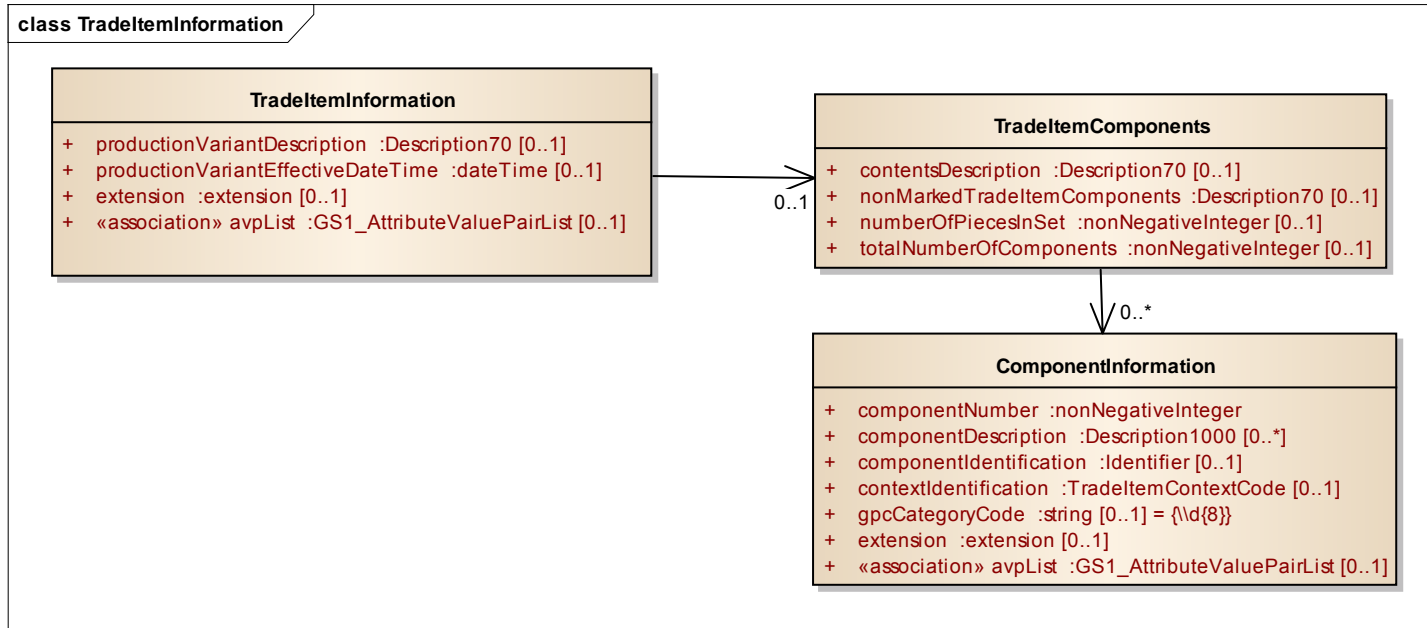 class TradeItemInformation
TradeItemInformation
+ productionVariantDescription :Description70 [0..1]
+ productionVariantEffectiveDateTime :dateTime [0..1]
+ extension :extension [0..1]
+ «association» avpList :GS1_AttributeValuePairList [0..1]
0..1
TradeItemComponents
+ contentsDescription :Description70 [0..1]
+ nonMarkedTradeItemComponents :Description70 [0..1]
+ numberOfPiecesInSet :nonNegativeInteger [0..1]
+ totalNumberOfComponents :nonNegativeInteger [0..1]
0..*
ComponentInformation
+ componentNumber :nonNegativeInteger
+ componentDescription :Description1000 [0..*]
+ componentIdentification :Identifier [0..1]
+ contextIdentification :TradeItemContextCode [0..1]
+ gpcCategoryCode :string [0..1] = {\\d{8}}
+ extension :extension [0..1]
+ «association» avpList :GS1_AttributeValuePairList [0..1]